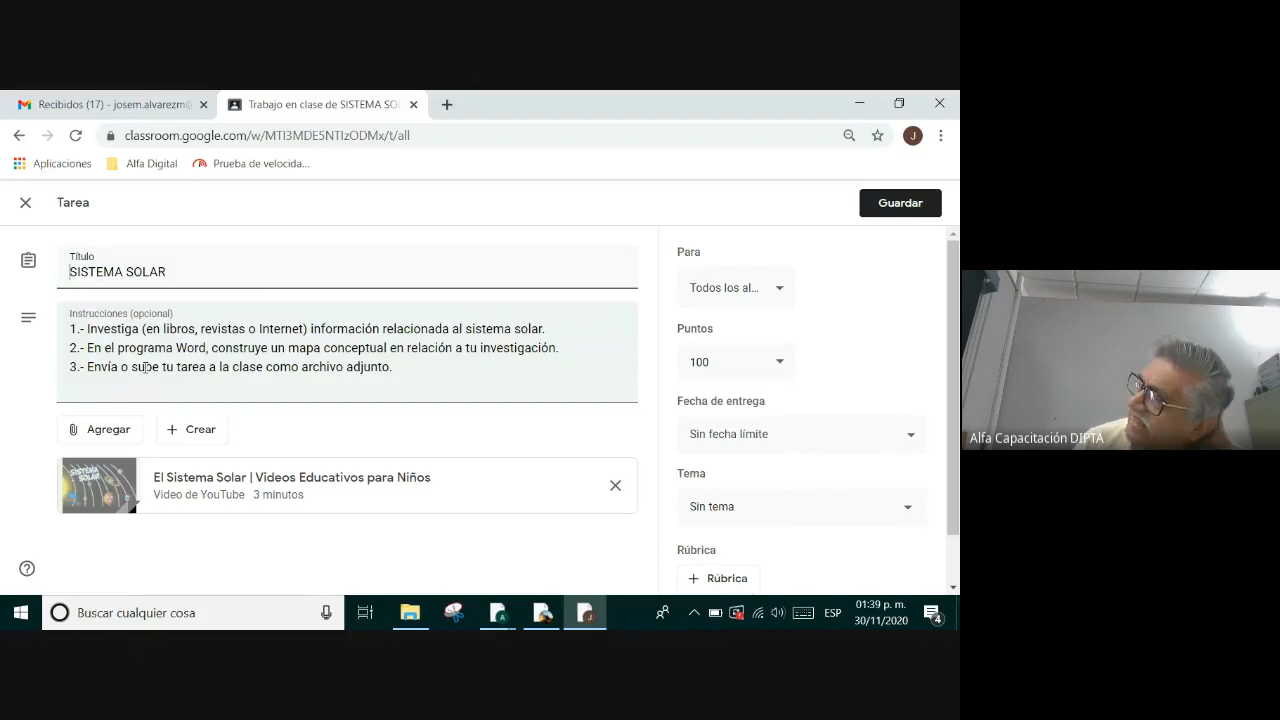 Recibidos (17) - josem.alvarezm@
Trabajo en clase de SISTEMA SO
classroom.google.com/w/MTI3MDE5NTIzODMx/t/all
J
Aplicaciones
Alfa Digital
Prueba de velocida...
Tarea
Guardar
Título
SISTEMA SOLAR
Instrucciones (opcional)
1.- Investiga (en libros, revistas o Internet) información relacionada al sistema solar.
2.- En el programa Word, construye un mapa conceptual en relación a tu investigación.
3.- Envía o sube tu tarea a la clase como archivo adjunto.
Agregar
Crear
SISTEMA SOLAR
El Sistema Solar | Videos Educativos para Niños
Video de YouTube 3 minutos
Para
Todos los al...
Puntos
100
Fecha de entrega
Sin fecha límite
Tema
Sin tema
Rúbrica
+ Rúbrica
Alfa Capacitación DIPTA
Buscar cualquier cosa
ESP
01:39 p. m.
30/11/2020
4